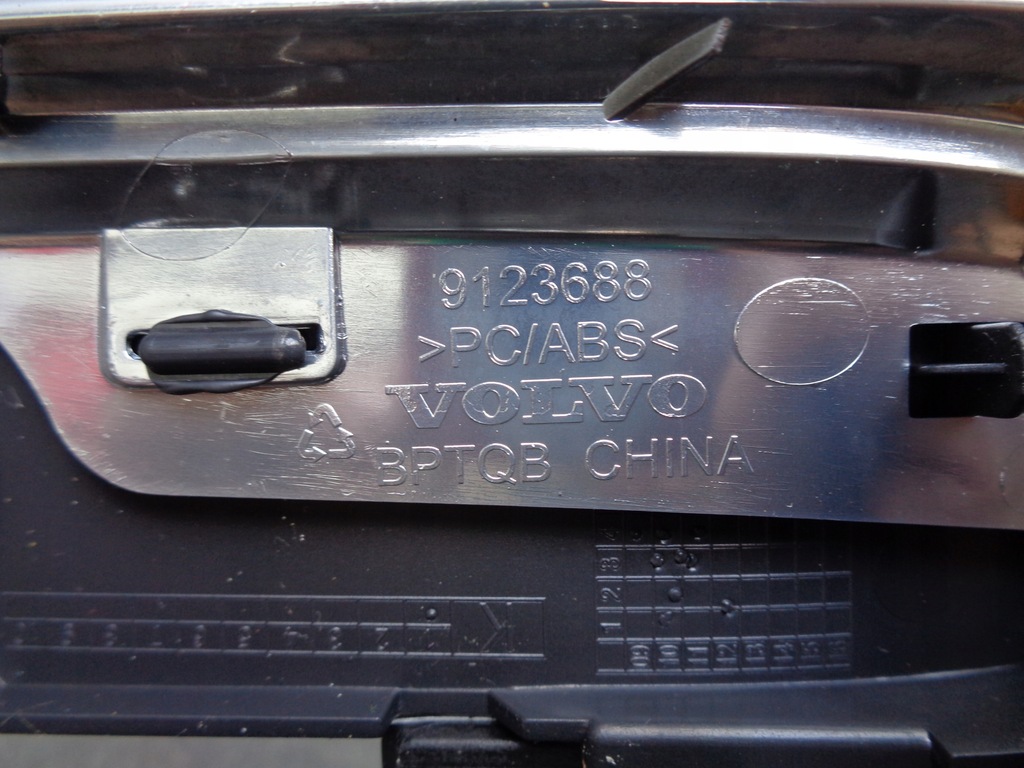 9123688
>PC/ABS<
VOLVO
BPTQB CHINA
K